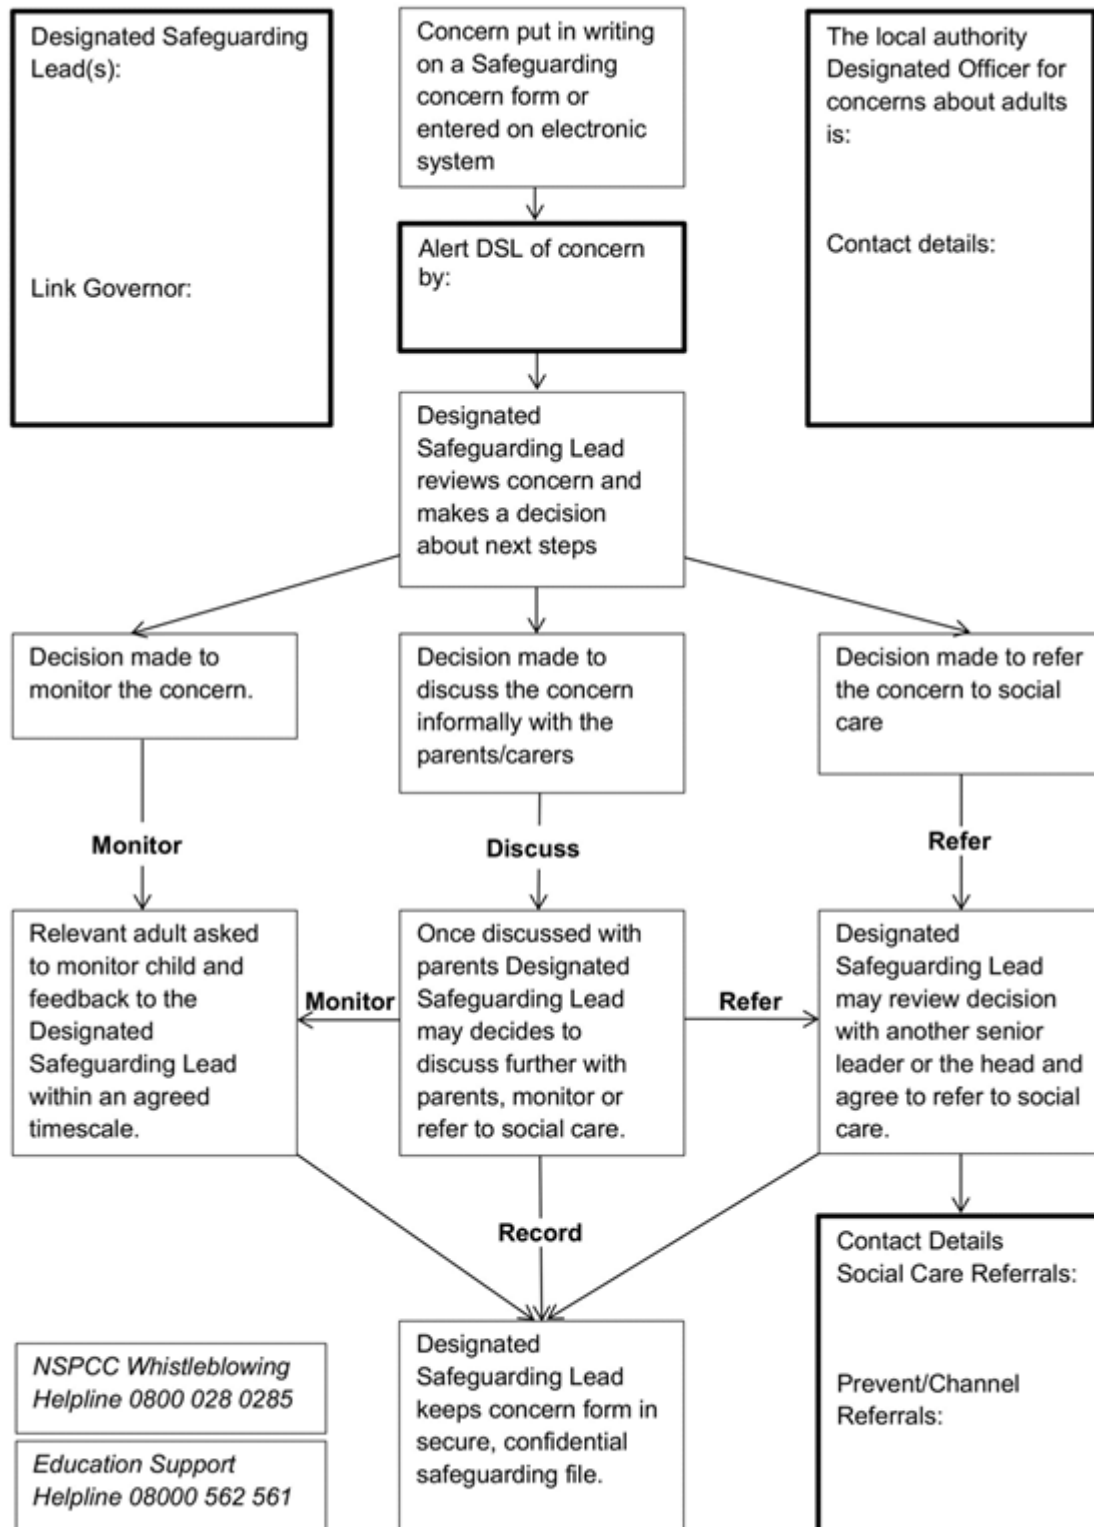 Designated Safeguarding
Lead(s):
Link Governor:
Concern put in writing
on a Safeguarding
concern form or
entered on electronic
system
The local authority
Designated Officer for
concerns about adults
is:
Contact details:
Alert DSL of concern
by:
Designated
Safeguarding Lead
reviews concern and
makes a decision
about next steps
Decision made to
monitor the concern.
Decision made to
discuss the concern
informally with the
parents/carers
Decision made to refer
the concern to social
care
Monitor
Discuss
Refer
Relevant adult asked
to monitor child and
feedback to the
Designated
Safeguarding Lead
within an agreed
timescale.
Monitor
Once discussed with
parents Designated
Safeguarding Lead
may decides to
discuss further with
parents, monitor or
refer to social care.
Refer
Designated
Safeguarding Lead
may review decision
with another senior
leader or the head and
agree to refer to social
care.
Record
Contact Details
Social Care Referrals:
Prevent/Channel
Referrals:
Designated
Safeguarding Lead
keeps concern form in
secure, confidential
safeguarding file.
NSPCC Whistleblowing
Helpline 0800 028 0285
Education Support
Helpline 08000 562 561